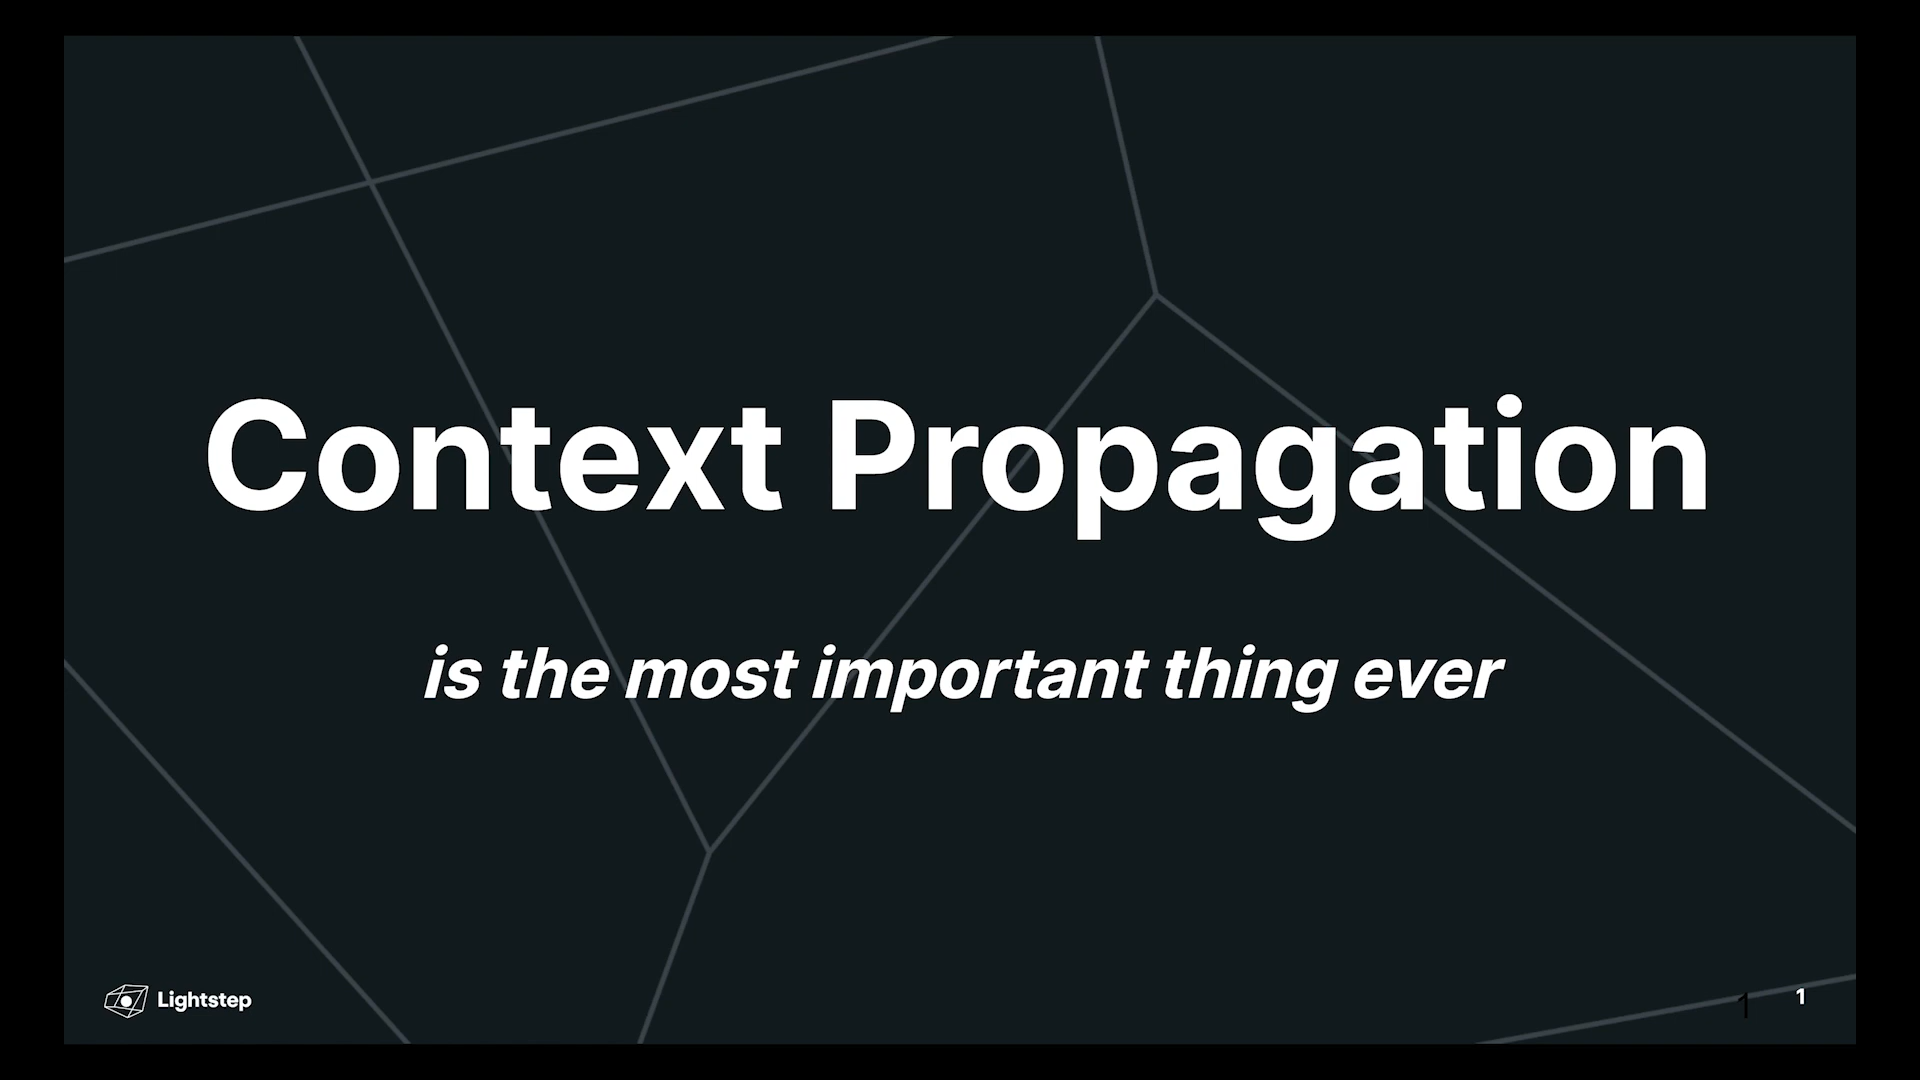 Context Propagation
is the most important thing ever
Lightstep
1
1